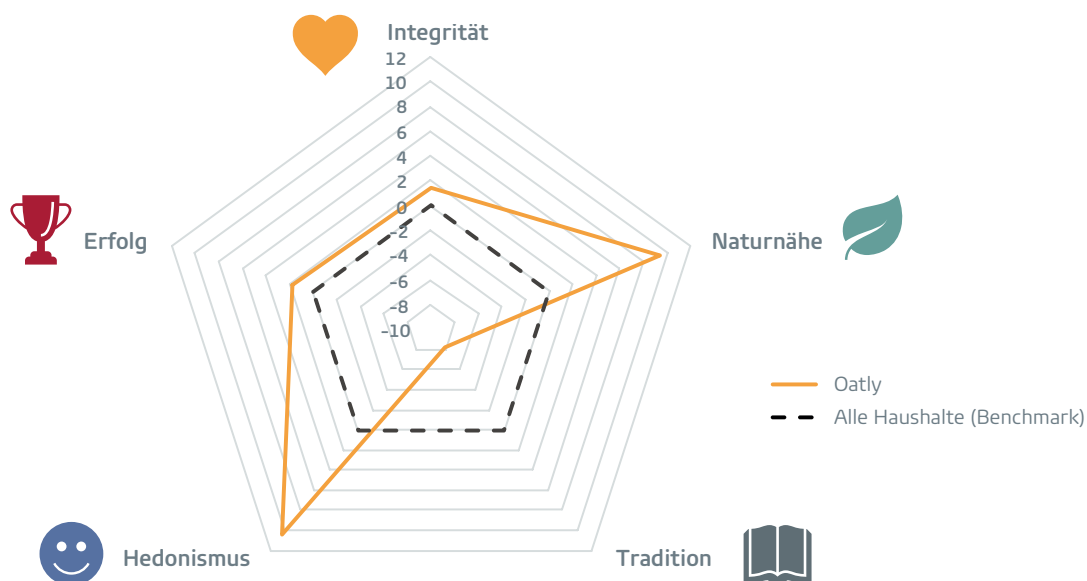 Integrität
12
10
8
6
4
2
0
-2
-4
-6
-8
-10
Erfolg
Naturnähe
Oatly
Alle Haushalte (Benchmark)
Hedonismus
Tradition